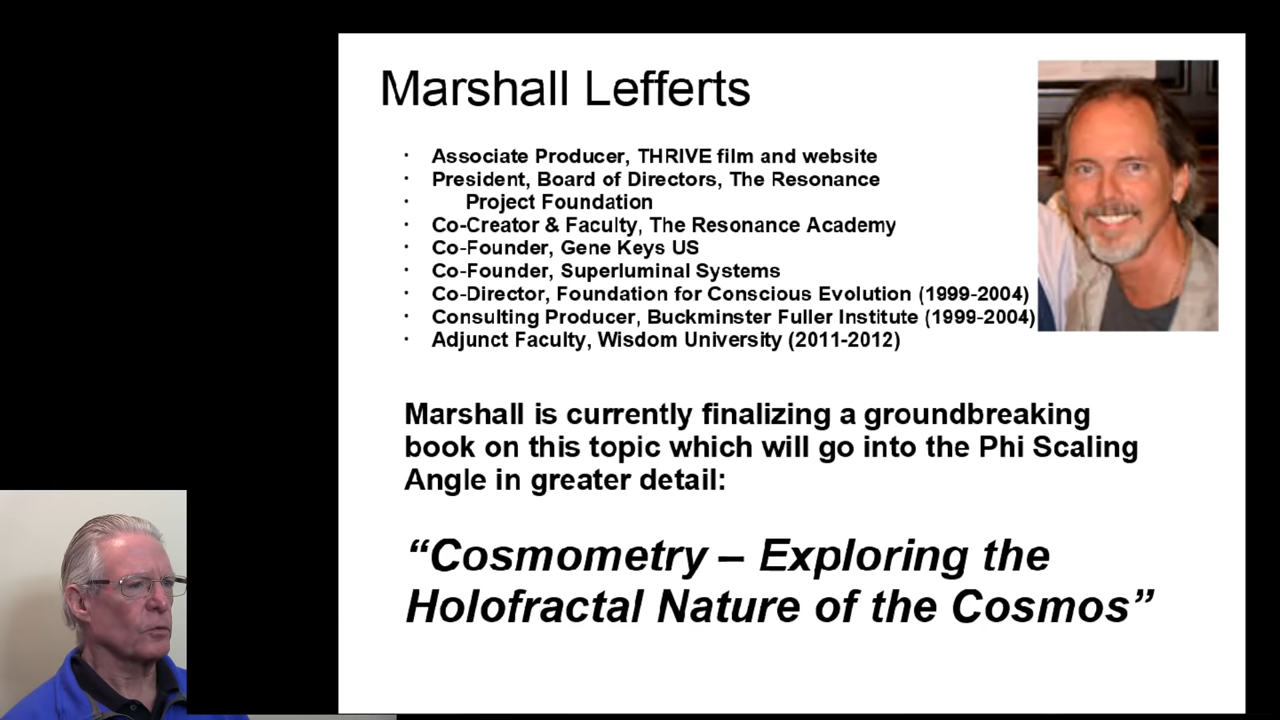 Marshall Lefferts
· Associate Producer, THRIVE film and website
· President, Board of Directors, The Resonance
· Project Foundation
· Co-Creator & Faculty, The Resonance Academy
· Co-Founder, Gene Keys US
· Co-Founder, Superluminal Systems
· Co-Director, Foundation for Conscious Evolution (1999-2004)
· Consulting Producer, Buckminster Fuller Institute (1999-2004)
· Adjunct Faculty, Wisdom University (2011-2012)
Marshall is currently finalizing a groundbreaking
book on this topic which will go into the Phi Scaling
Angle in greater detail:
“Cosmometry – Exploring the
Holofractal Nature of the Cosmos”